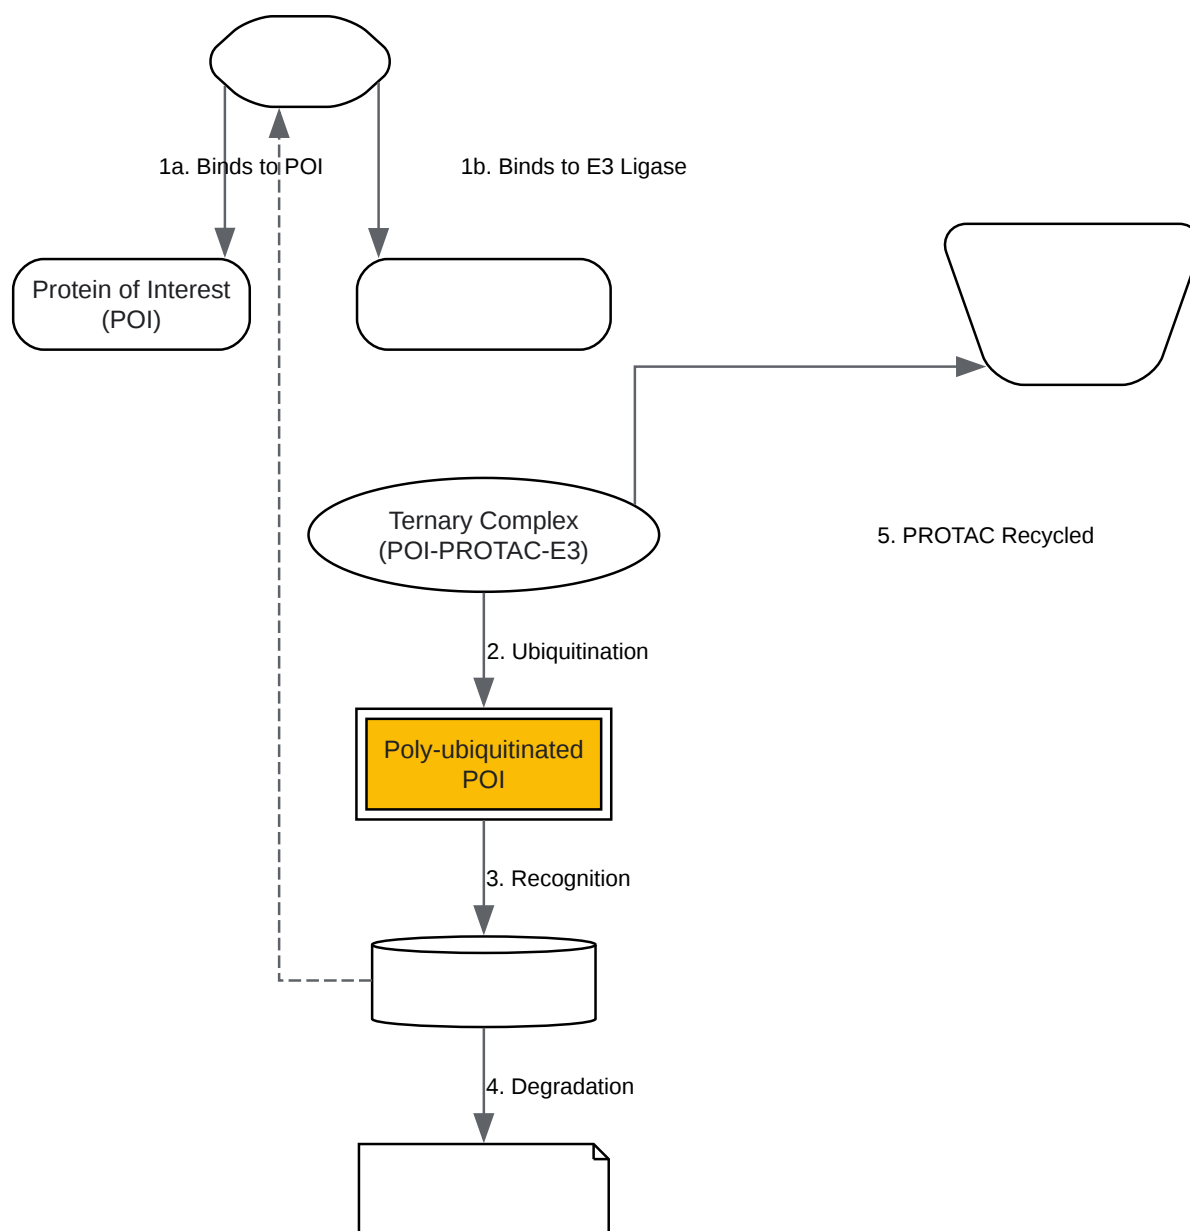 1a. Binds to POI
1b. Binds to E3 Ligase
Protein of Interest
(POI)
Ternary Complex
(POI-PROTAC-E3)
5. PROTAC Recycled
2. Ubiquitination
Poly-ubiquitinated
POI
3. Recognition
4. Degradation